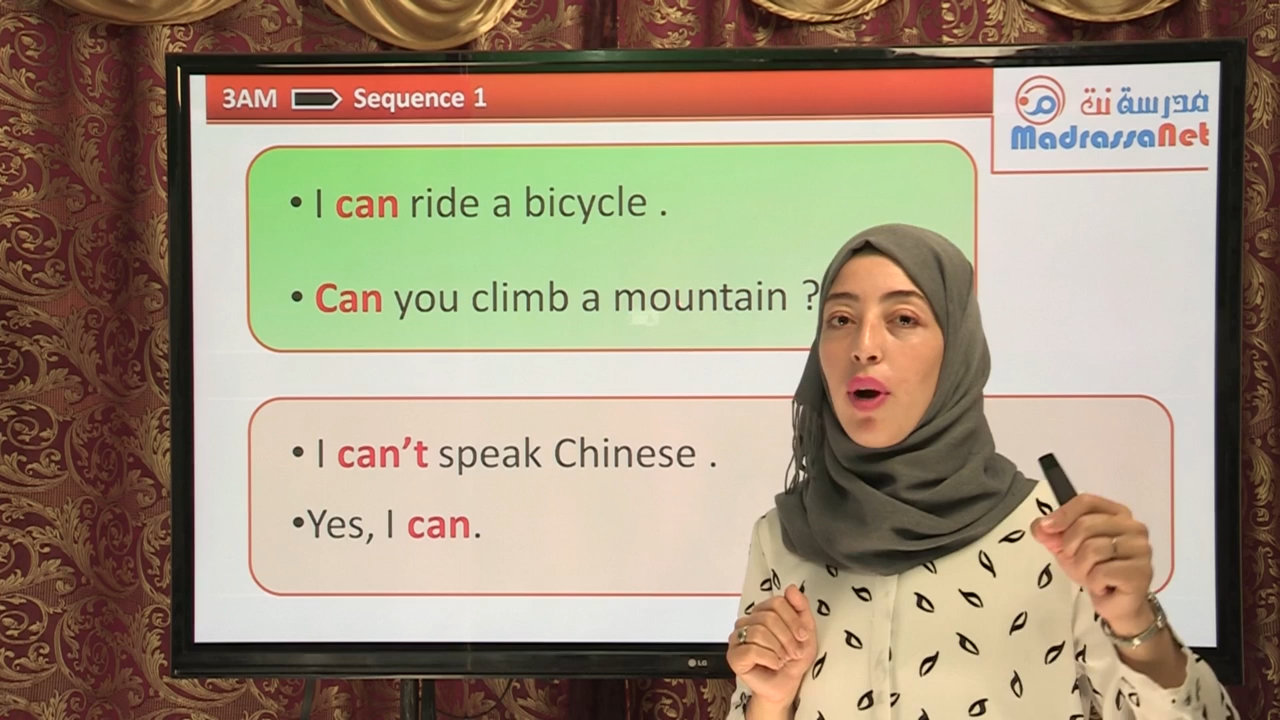 3AM Sequence 1
مدرسة نت
MadrassaNet
• I can ride a bicycle .
• Can you climb a mountain ?
• I can't speak Chinese .
•Yes, I can.
LG